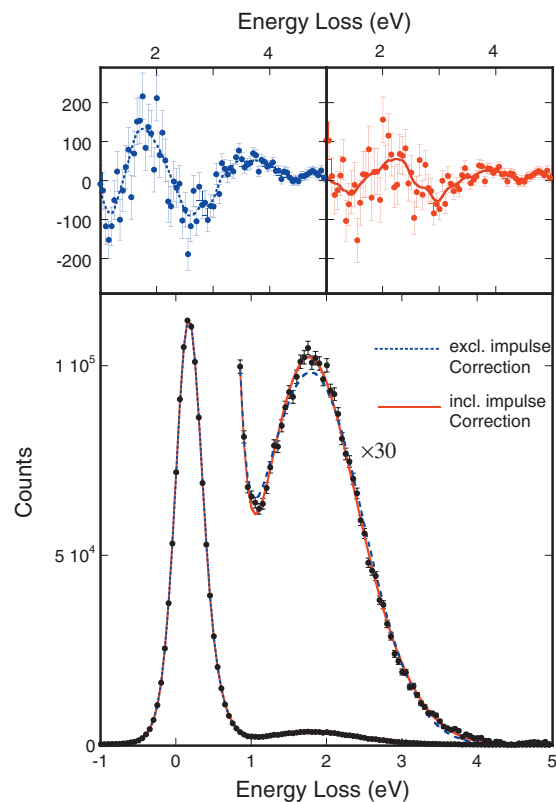 Energy Loss (eV)
2 4 2 4
200
100
0
-100
-200
1 10⁵
5 10⁴
0
Counts
excl. impulse
Correction
incl. impulse
Correction
×30
-1 0 1 2 3 4 5
Energy Loss (eV)